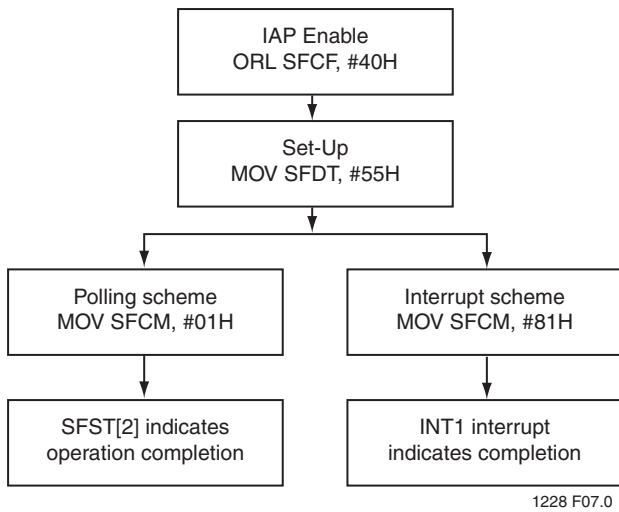 IAP Enable
ORL SFCF, #40H
Set-Up
MOV SFDT, #55H
Polling scheme
MOV SFCM, #01H
Interrupt scheme
MOV SFCM, #81H
SFST[2] indicates
operation completion
INT1 interrupt
indicates completion
1228 F07.0